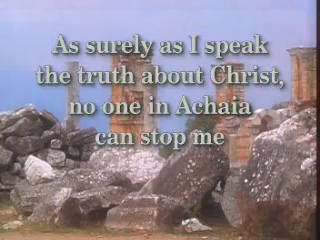 As surely as I speak
the truth about Christ,
no one in Achaia
can stop me